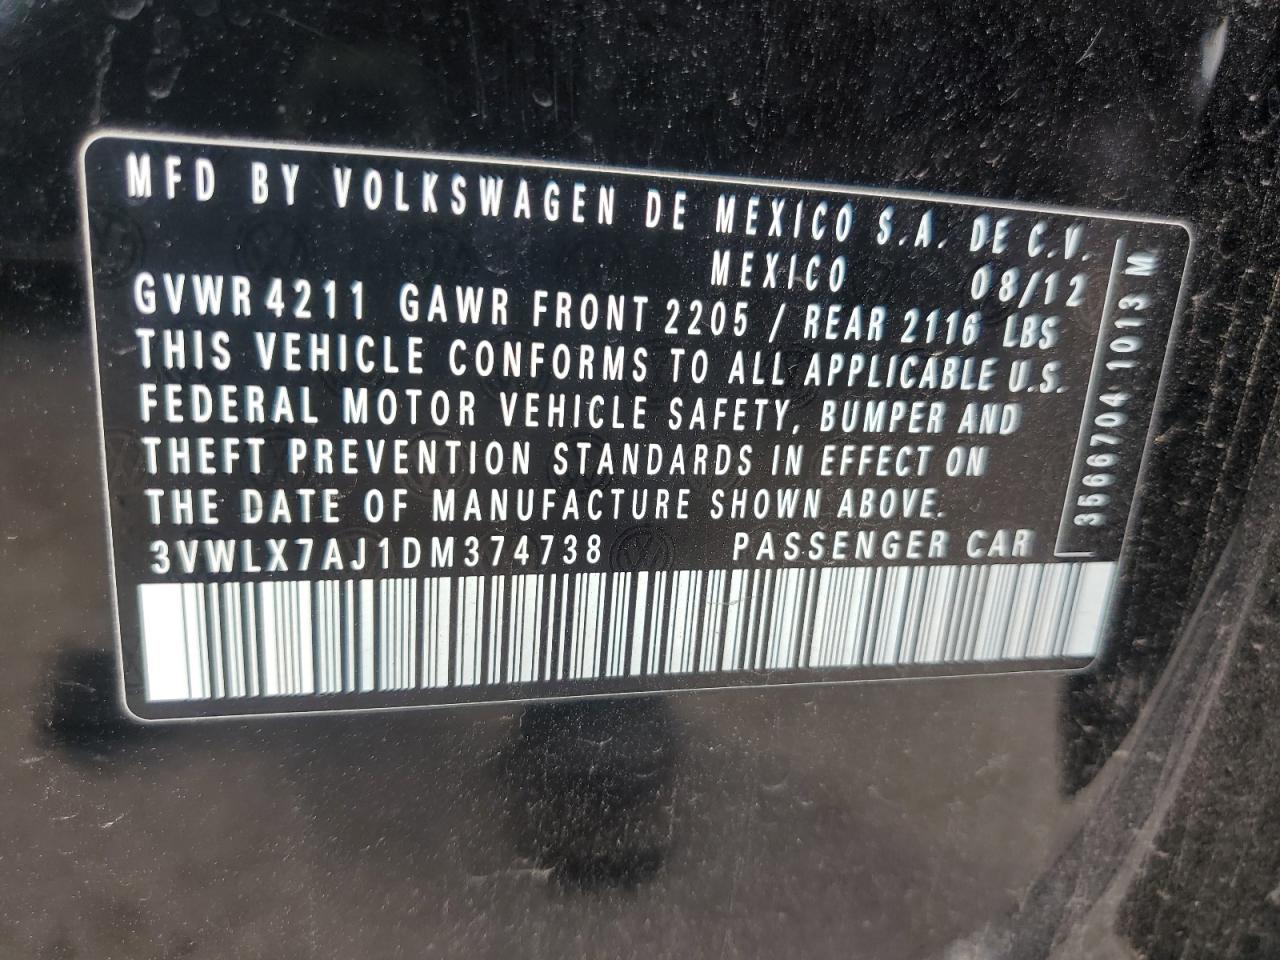 MFD BY VOLKSWAGEN DE MEXICO S.A. DE C.V.
MEXICO 08/12
GVWR 4211 GAWR FRONT 2205 / REAR 2116 LBS
THIS VEHICLE CONFORMS TO ALL APPLICABLE U.S.
FEDERAL MOTOR VEHICLE SAFETY, BUMPER AND
THEFT PREVENTION STANDARDS IN EFFECT ON
THE DATE OF MANUFACTURE SHOWN ABOVE.
3VWLX7AJ1DM374738 PASSENGER CAR
3566704 1013 M